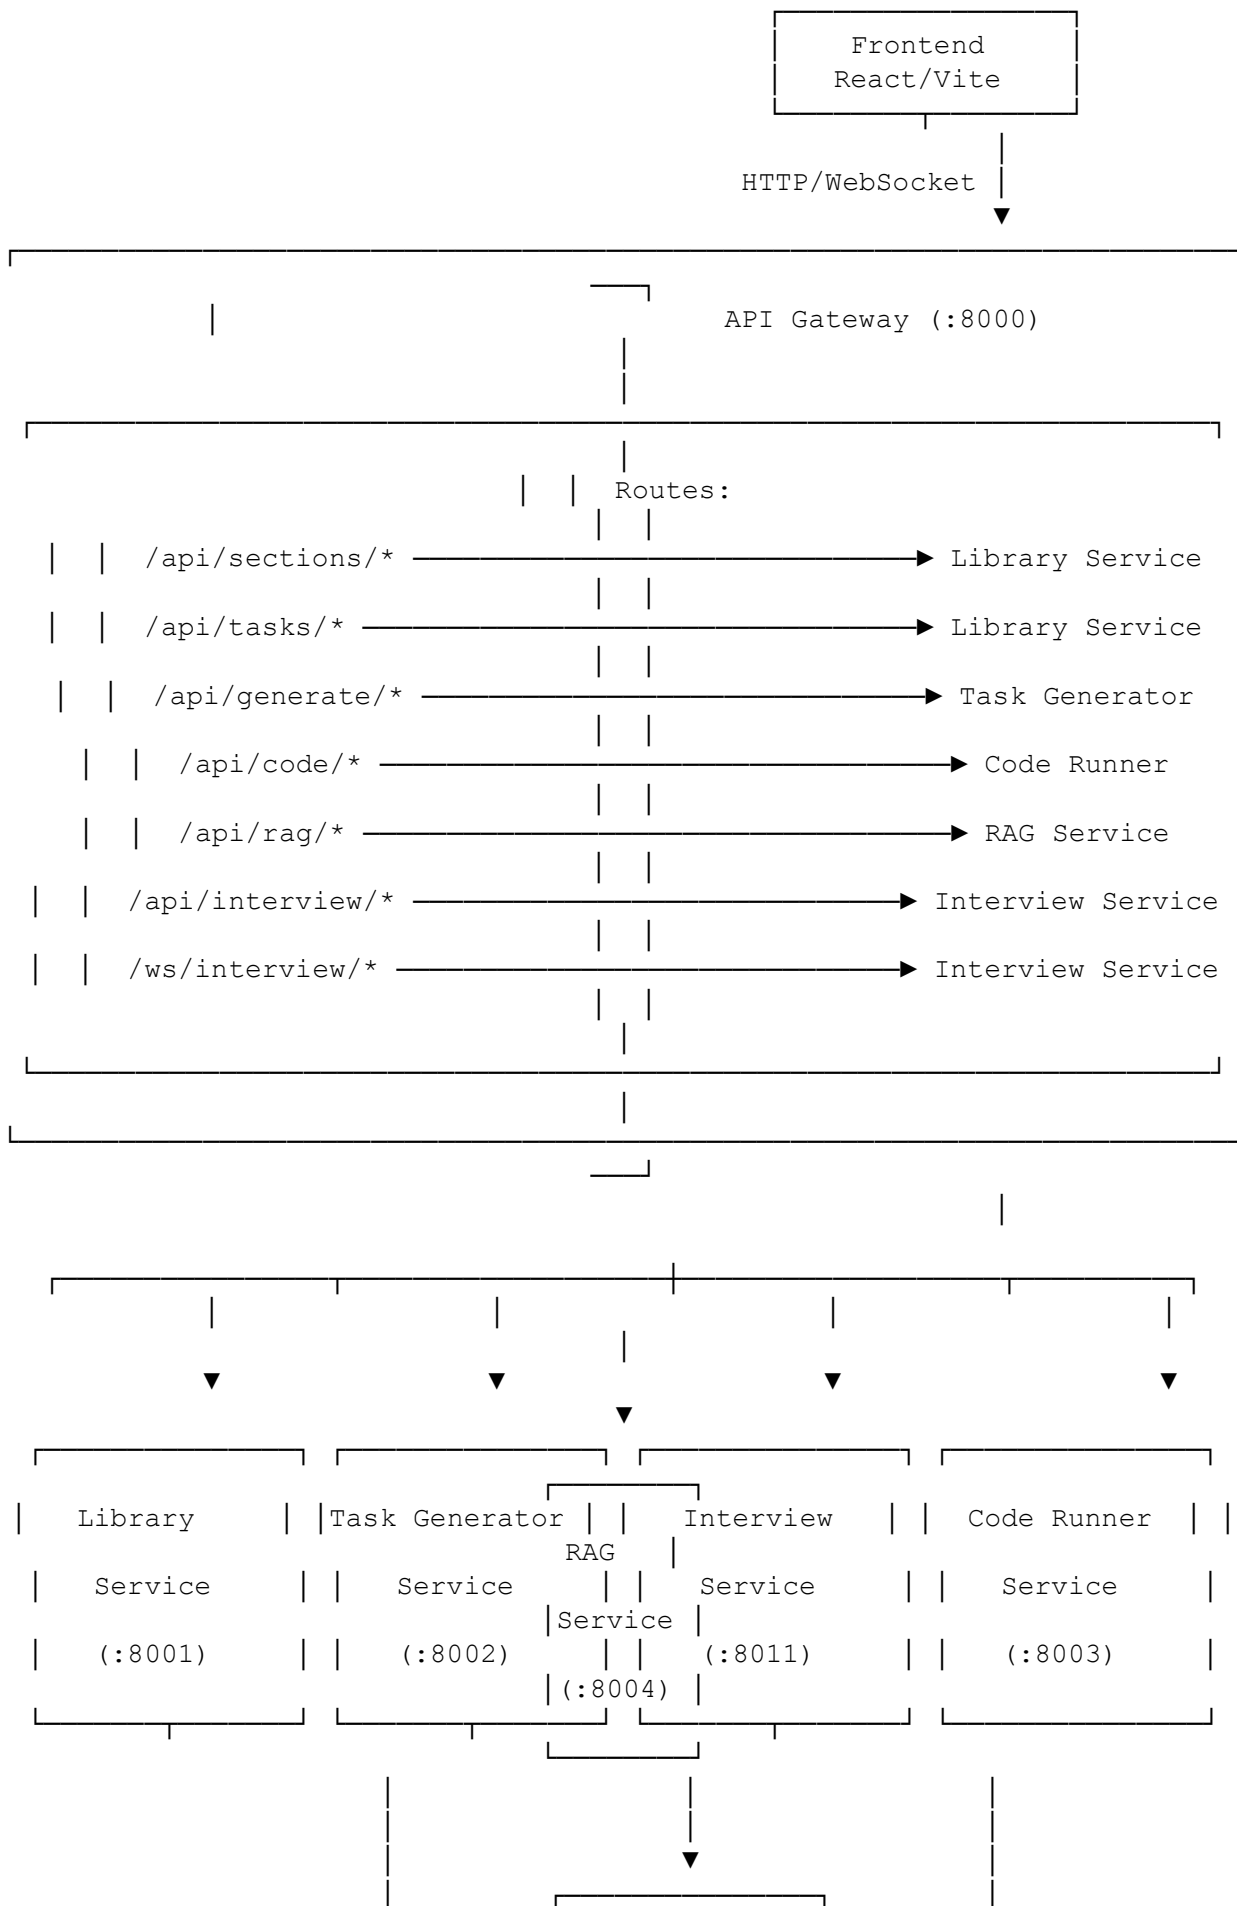 Frontend
React/Vite
HTTP/WebSocket
API Gateway (:8000)
Routes:
/api/sections/* Library Service
/api/tasks/* Library Service
/api/generate/* Task Generator
/api/code/* Code Runner
/api/rag/* RAG Service
/api/interview/* Interview Service
/ws/interview/* Interview Service
Library Task Generator Interview Code Runner
RAG
Service Service Service Service
Service
(:8001) (:8002) (:8011) (:8003)
(:8004)